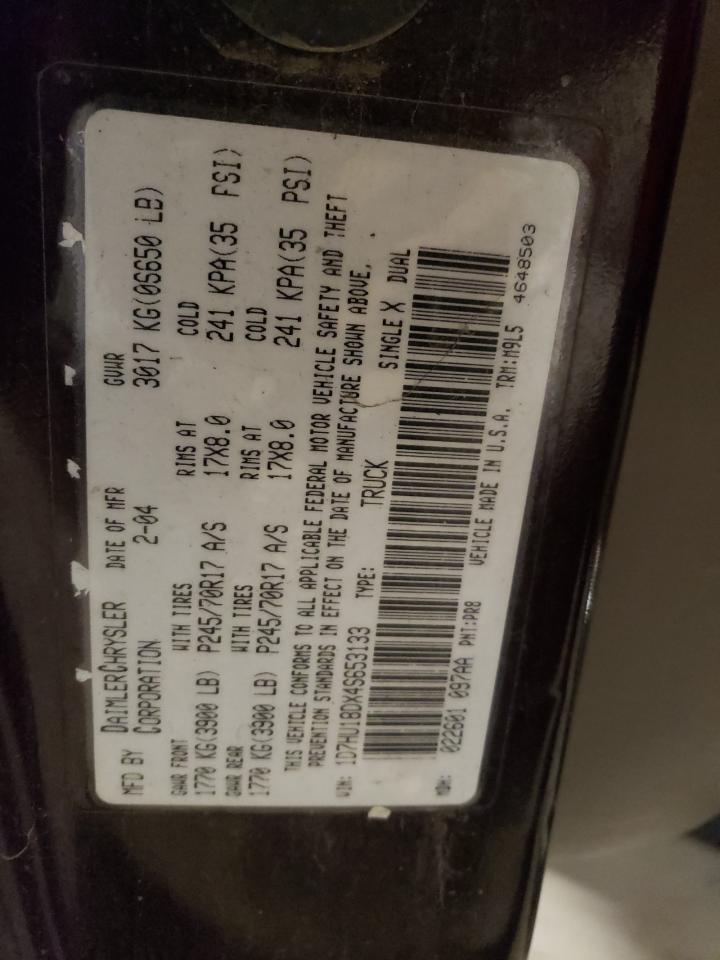 MFD BY DAIMLERCHRYSLER CORPORATION DATE OF MFR 2-04 GVWR 3017 KG(05650 LB)
GAWR FRONT WITH TIRES RIMS AT COLD
1770 KG(3900 LB) P245/70R17 A/S 17X8.0 241 KPA(35 PSI)
GAWR REAR WITH TIRES RIMS AT COLD
1770 KG(3900 LB) P245/70R17 A/S 17X8.0 241 KPA(35 PSI)
THIS VEHICLE CONFORMS TO ALL APPLICABLE FEDERAL MOTOR VEHICLE SAFETY AND THEFT
PREVENTION STANDARDS IN EFFECT ON THE DATE OF MANUFACTURE SHOWN ABOVE.
VIN: 1D7HU18DX4S653133 TYPE: TRUCK SINGLE X DUAL
MDH: 022601 097AA PNT:PR8 VEHICLE MADE IN U.S.A. TRM:M9L5 4648503